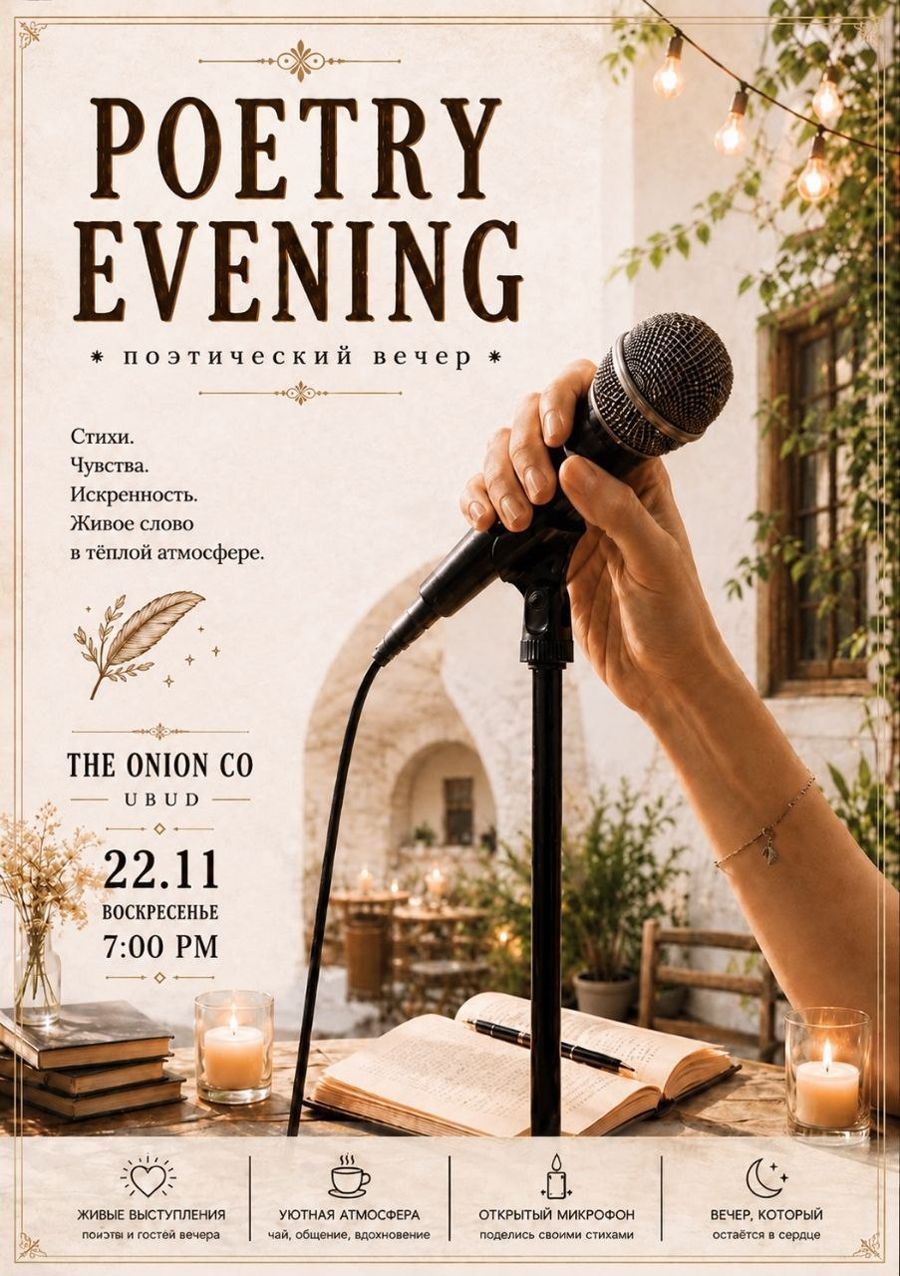 POETRY
EVENING
поэтический вечер
Стихи.
Чувства.
Искренность.
Живое слово
в тёплой атмосфере.
THE ONION CO
UBUD
22.11
ВОСКРЕСЕНЬЕ
7:00 PM
ЖИВЫЕ ВЫСТУПЛЕНИЯ
и гостей вечера
УЮТНАЯ АТМОСФЕРА
чай, общение, вдохновение
ОТКРЫТЫЙ МИКРОФОН
поделись своими стихами
ВЕЧЕР, КОТОРЫЙ
остаётся в сердце